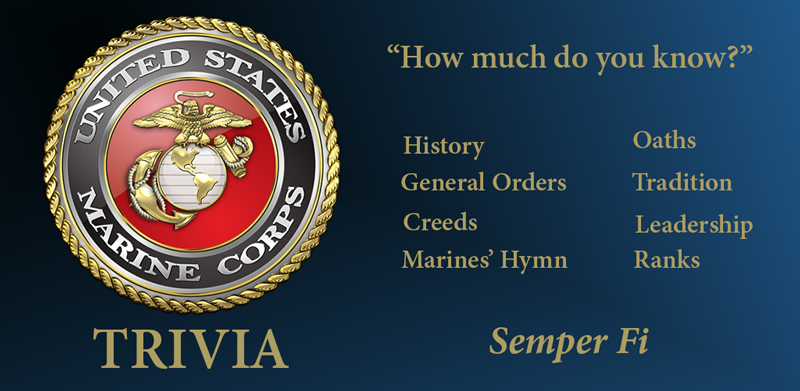 UNITED STATES
MARINE CORPS
TRIVIA
“How much do you know?”
History
General Orders
Creeds
Marines’ Hymn
Oaths
Tradition
Leadership
Ranks
Semper Fi